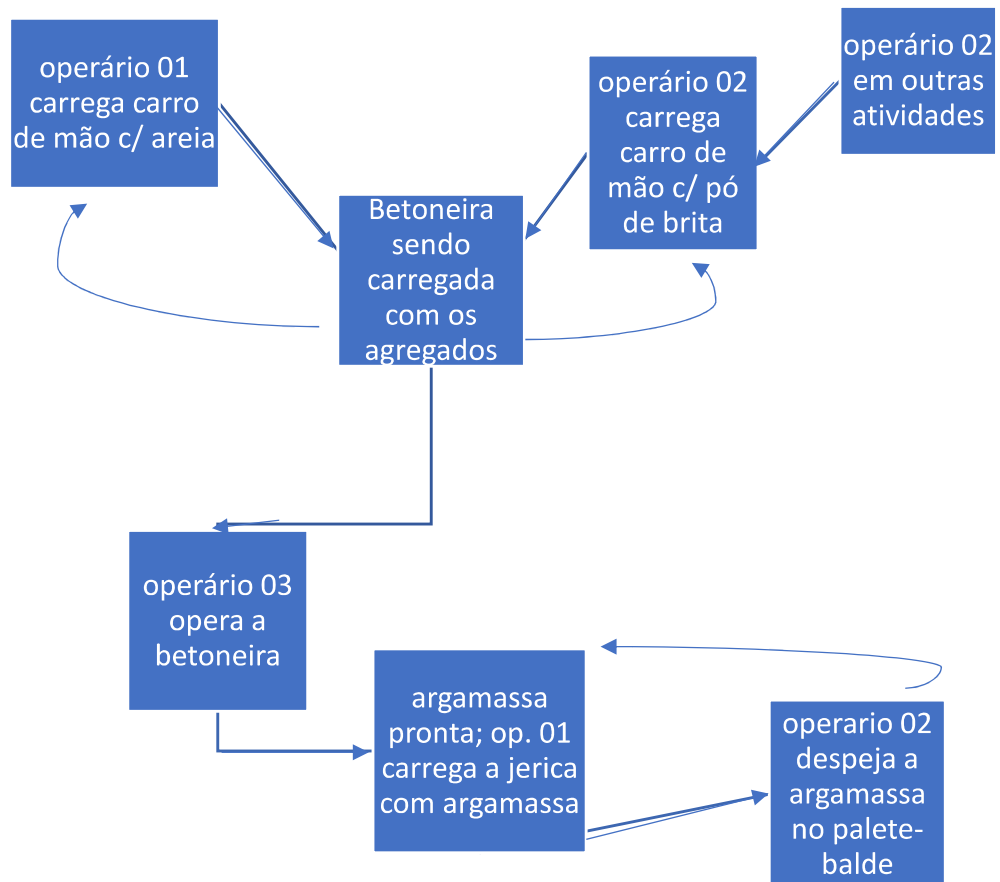 operário 01
carrega carro
de mão c/ areia
operário 02
carrega
carro de
mão c/ pó
de brita
operário 02
em outras
atividades
Betoneira
sendo
carregada
com os
agregados
operário 03
opera a
betoneira
argamassa
pronta; op. 01
carrega a jerica
com argamassa
operario 02
despeja a
argamassa
no palete-
balde